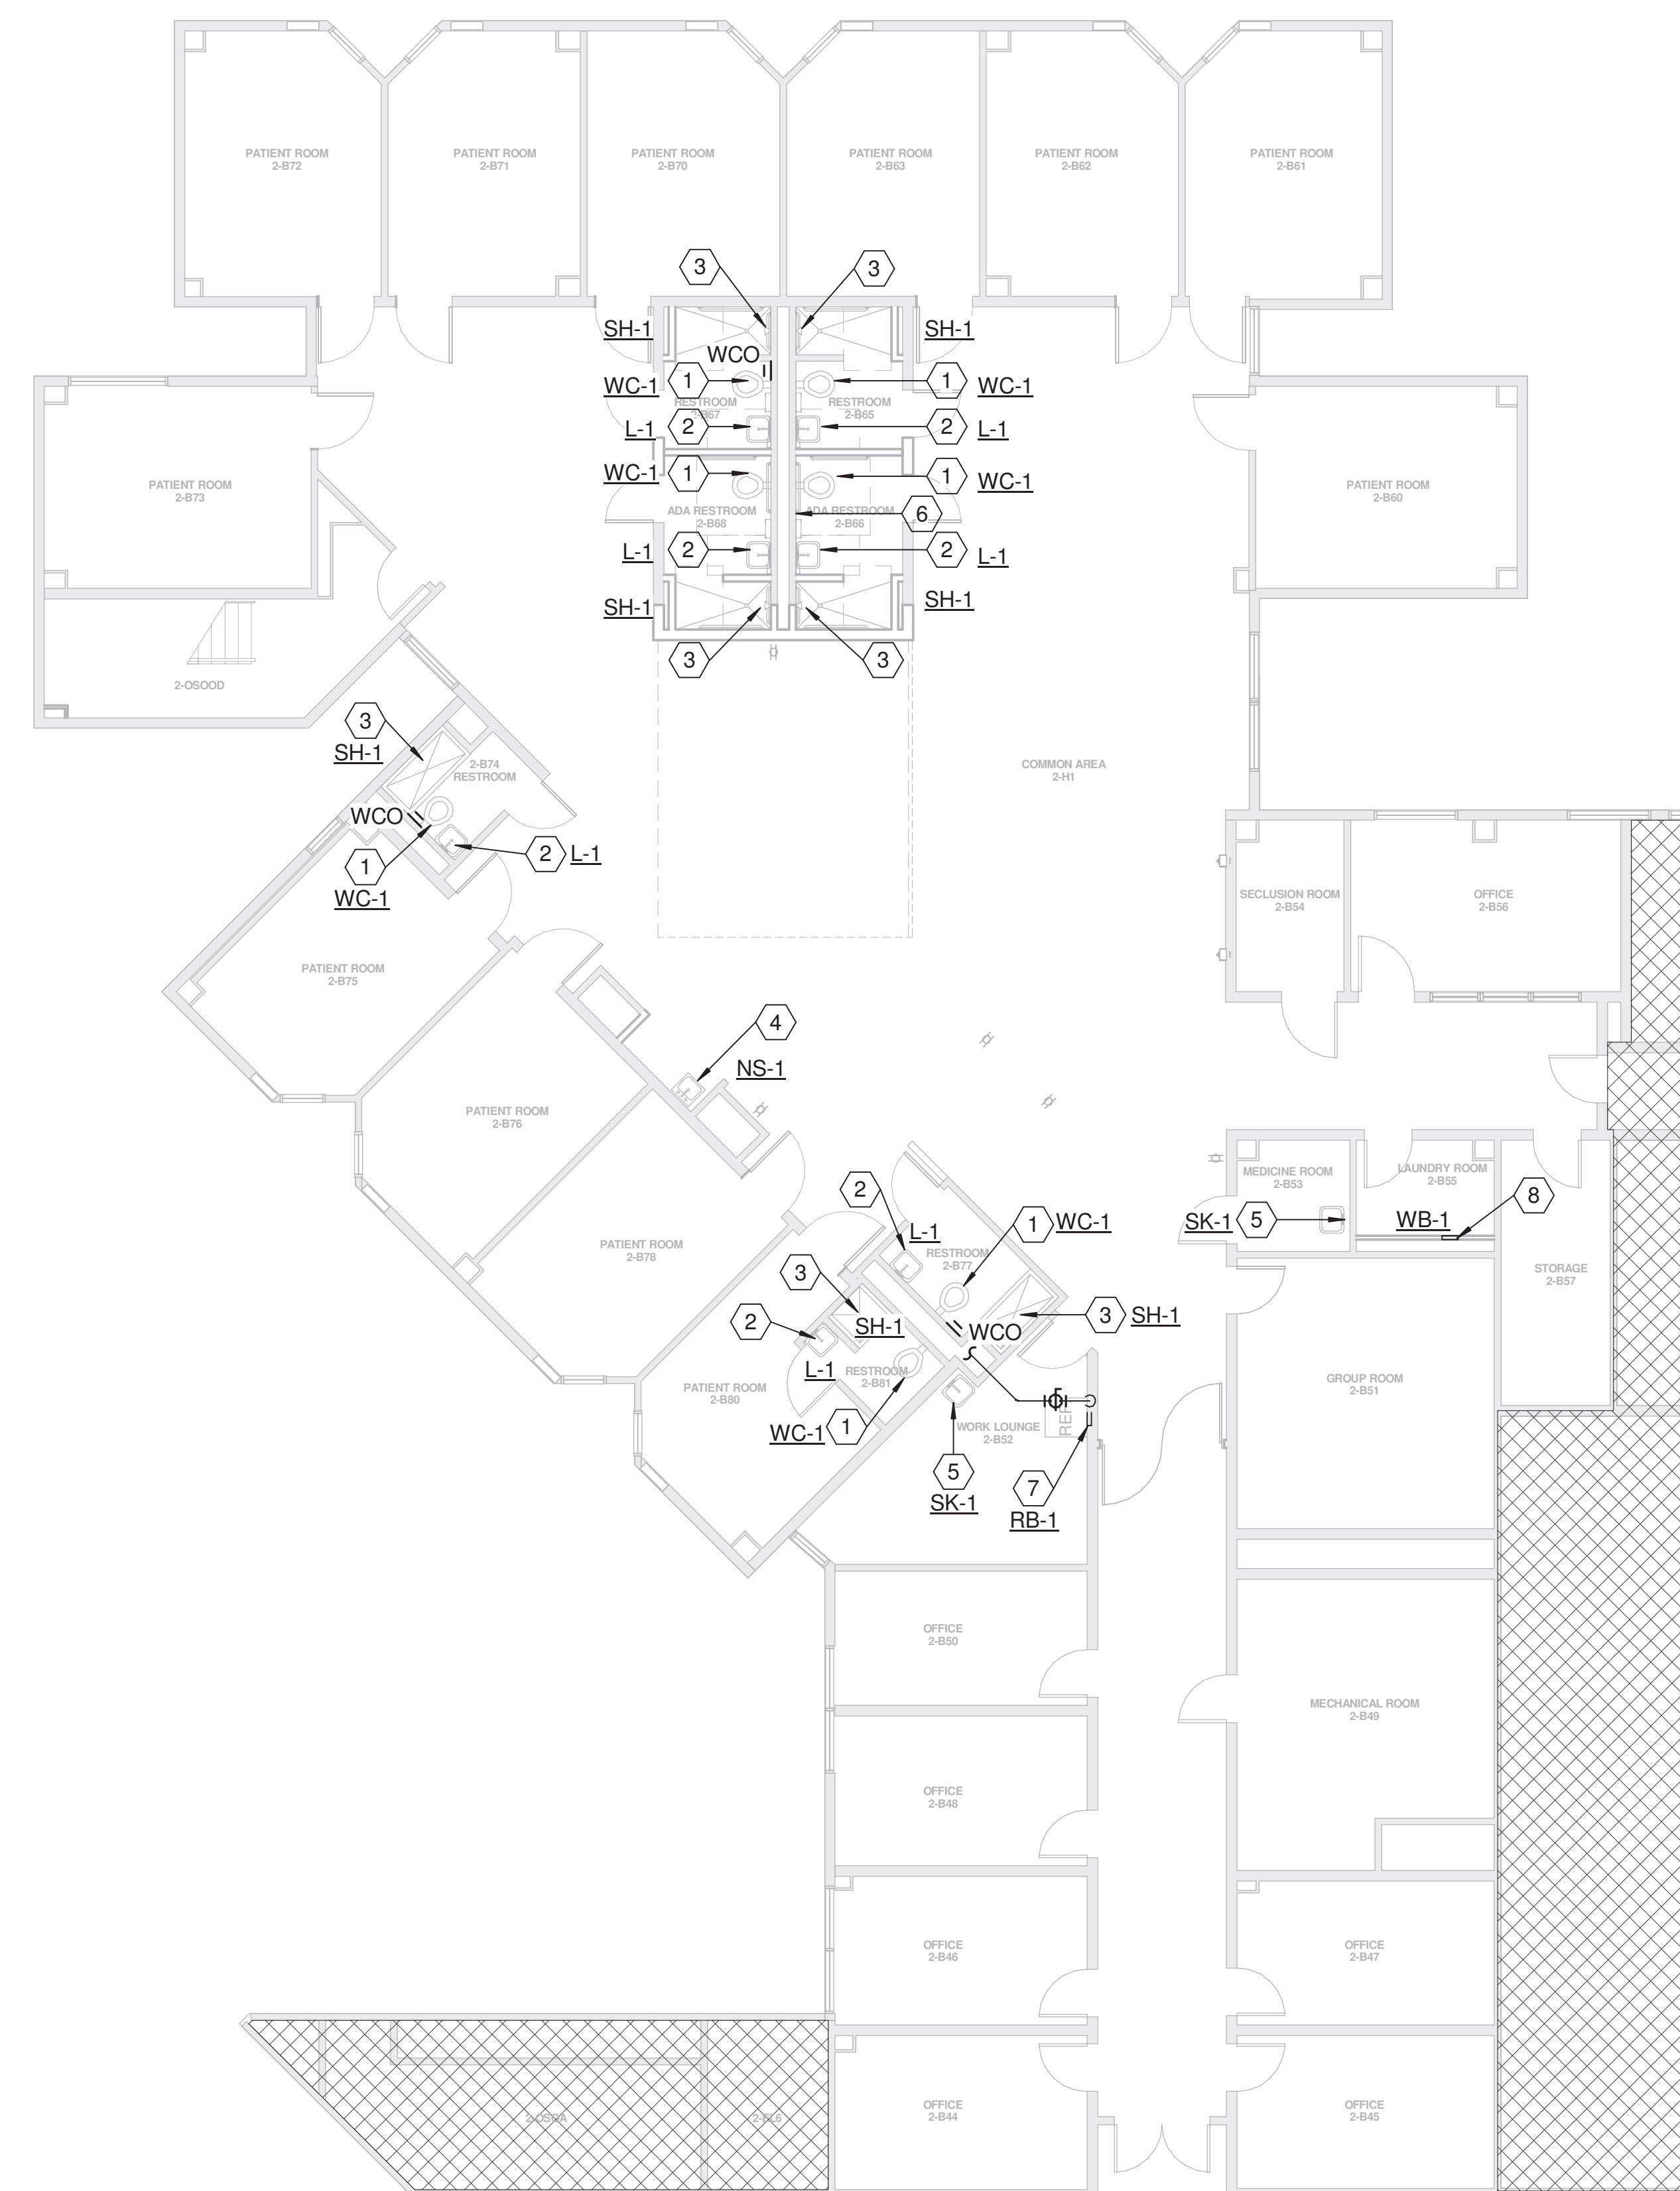 PATIENT ROOM
2-B72
PATIENT ROOM
2-B71
PATIENT ROOM
2-B70
PATIENT ROOM
2-B63
PATIENT ROOM
2-B62
PATIENT ROOM
2-B61
3
3
SH-1
SH-1
WCO
WC-1
1
1
WC-1
RESTROOM
2-B67
RESTROOM
2-B65
L-1
2
2
L-1
WC-1
1
1
WC-1
PATIENT ROOM
2-B73
PATIENT ROOM
2-B60
ADA RESTROOM
2-B68
ADA RESTROOM
2-B66
6
L-1
2
2
L-1
SH-1
SH-1
3
3
2-OSOOD
3
SH-1
2-B74
RESTROOM
COMMON AREA
2-H1
WCO
1
WC-1
2
L-1
SECLUSION ROOM
2-B54
OFFICE
2-B56
PATIENT ROOM
2-B75
4
NS-1
PATIENT ROOM
2-B76
MEDICINE ROOM
2-B53
LAUNDRY ROOM
2-B55
8
SK-1
5
WB-1
2
L-1
1
WC-1
PATIENT ROOM
2-B78
RESTROOM
2-B77
STORAGE
2-B57
3
SH-1
2
3
SH-1
WCO
L-1
RESTROOM
2-B81
PATIENT ROOM
2-B80
WC-1
1
GROUP ROOM
2-B51
REF
WORK LOUNGE
2-B52
5
SK-1
7
RB-1
OFFICE
2-B50
MECHANICAL ROOM
2-B49
OFFICE
2-B48
OFFICE
2-B46
OFFICE
2-B47
OFFICE
2-B44
OFFICE
2-B45
2-EL6